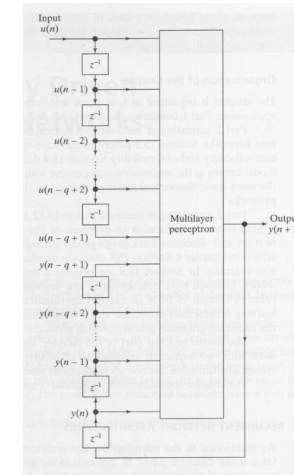 Input
u(n)
z⁻¹
u(n − 1)
z⁻¹
u(n − 2)
u(n − q + 2)
z⁻¹
Multilayer
perceptron
Output
y(n +
u(n − q + 1)
y(n − q + 1)
z⁻¹
y(n − q + 2)
y(n − 1)
z⁻¹
y(n)
z⁻¹